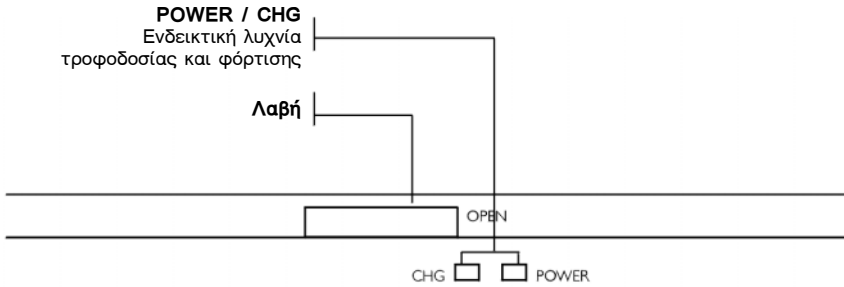 POWER / CHG
Ενδεικτική λυχνία
τροφοδοσίας και φόρτισης
Λαβή
OPEN
CHG
POWER